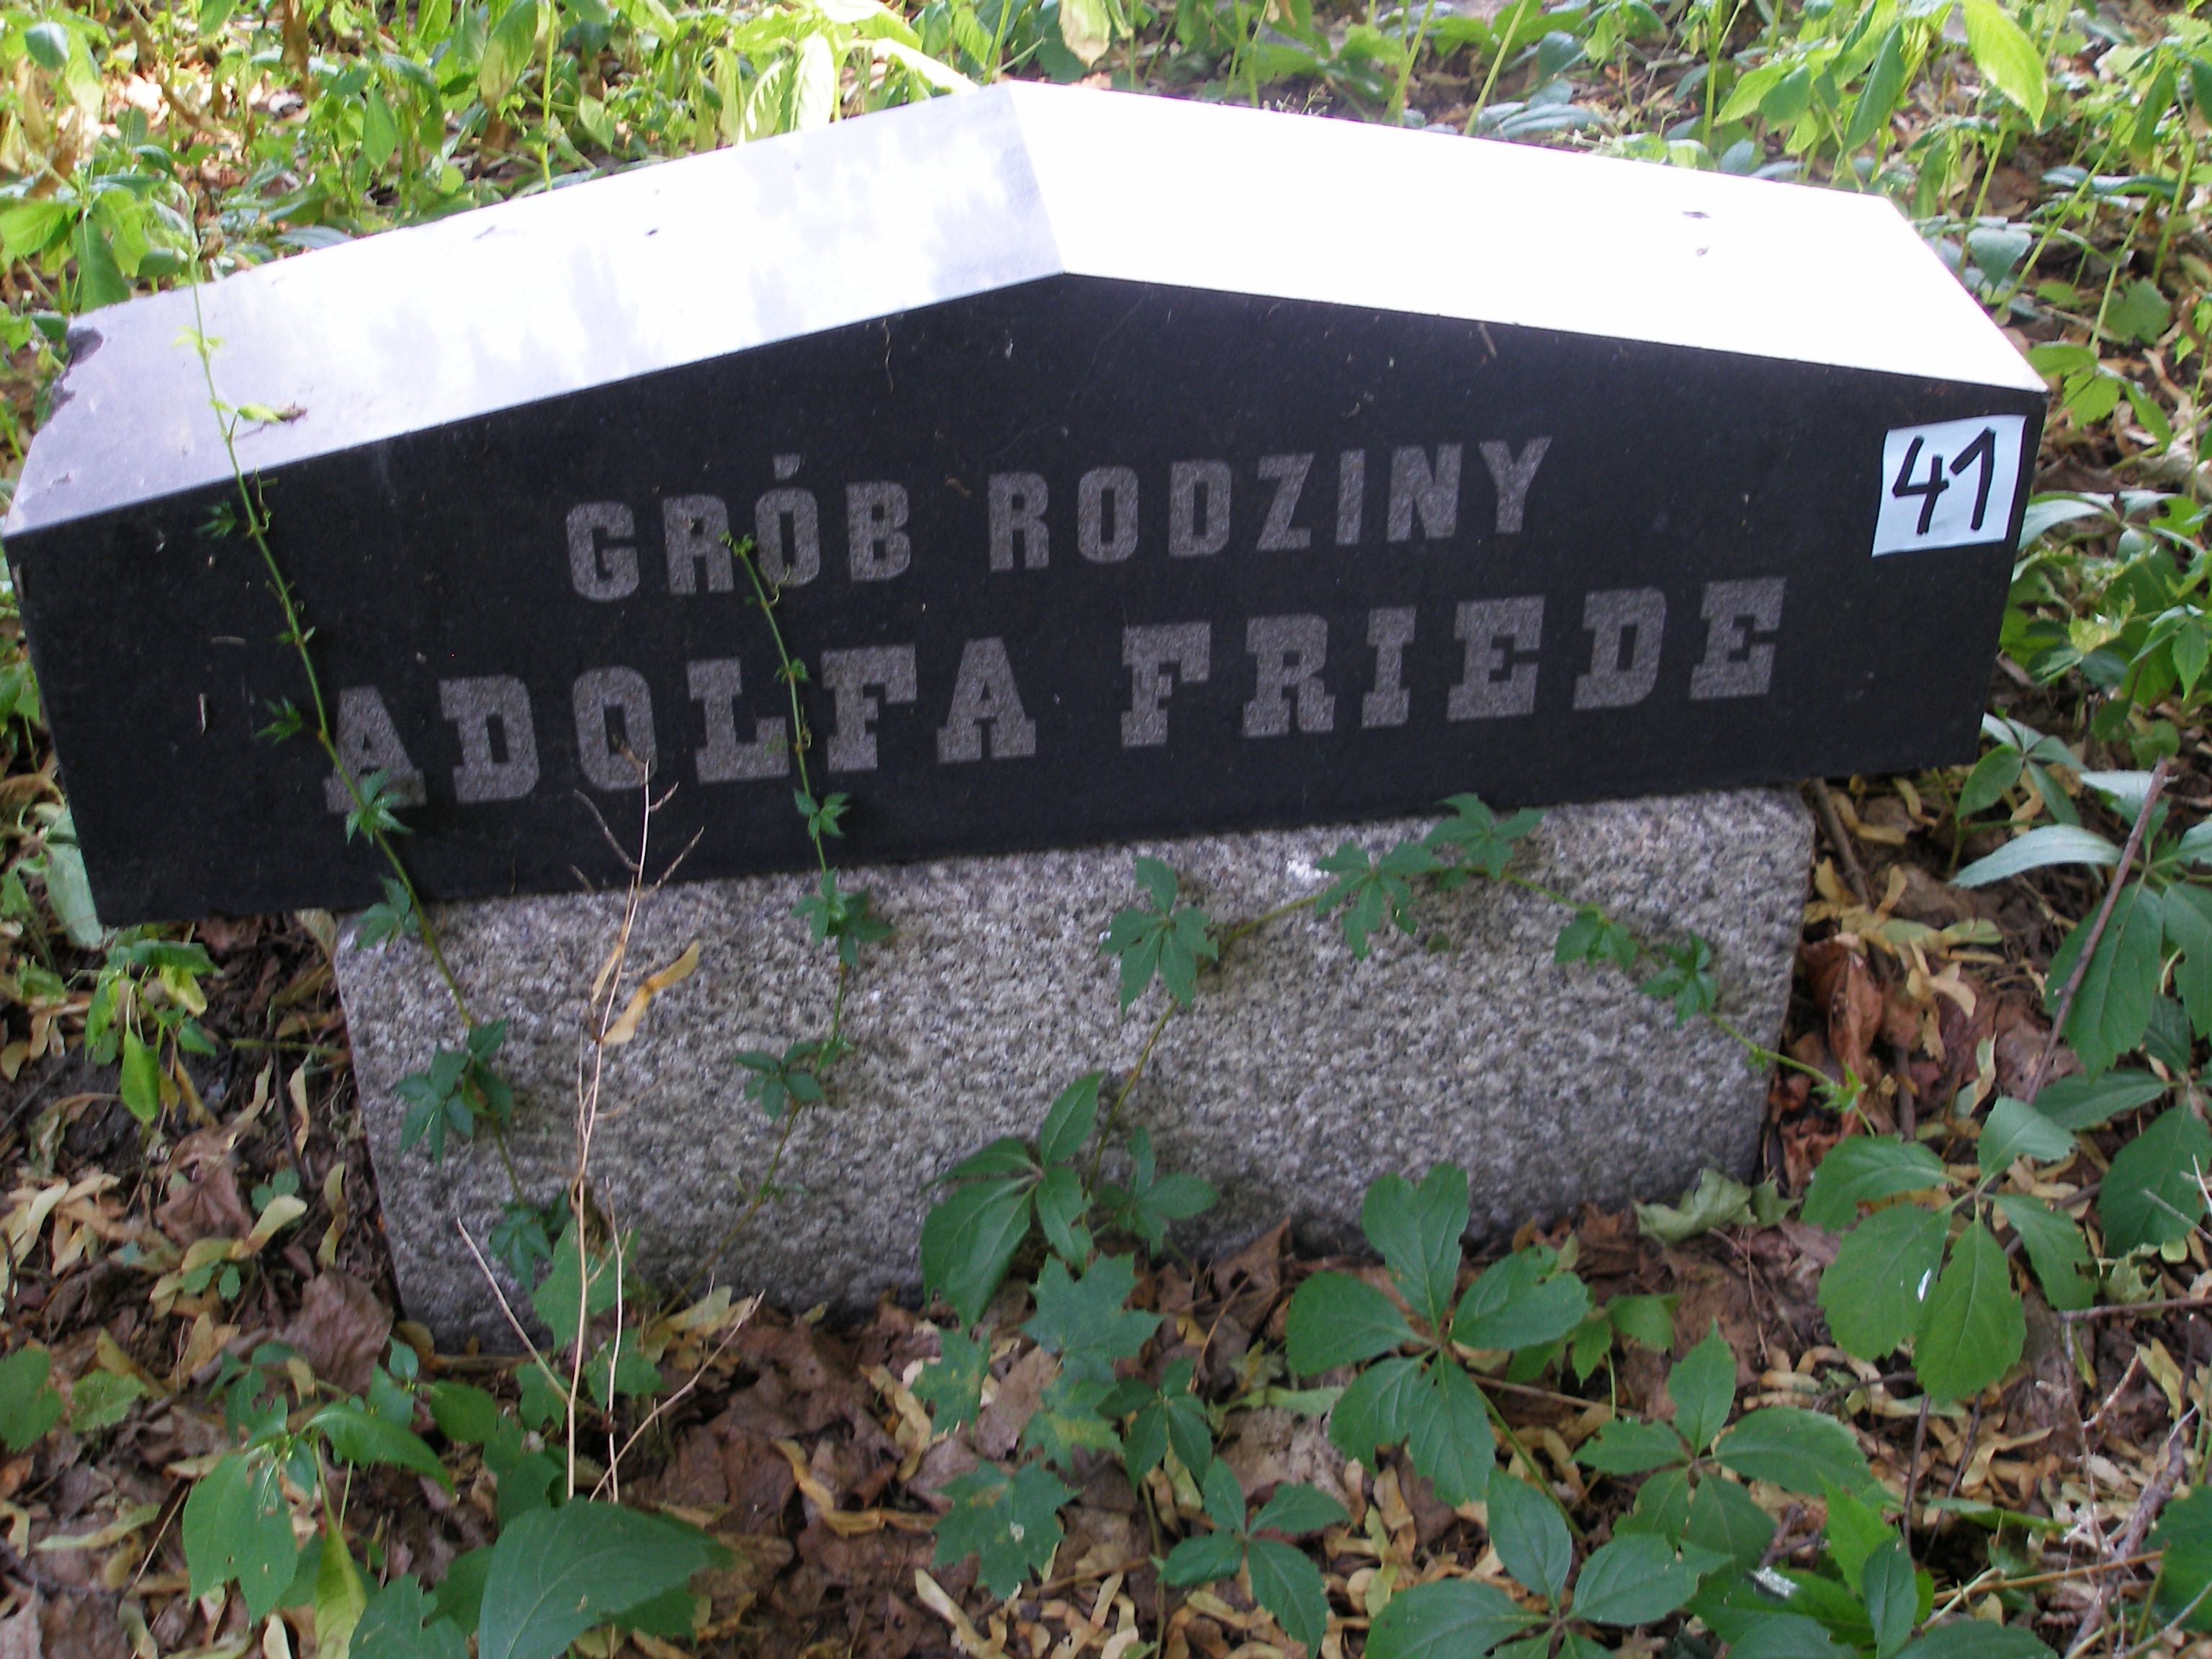 GRÓB RODZINY
ADOLFA FRIEDE
41